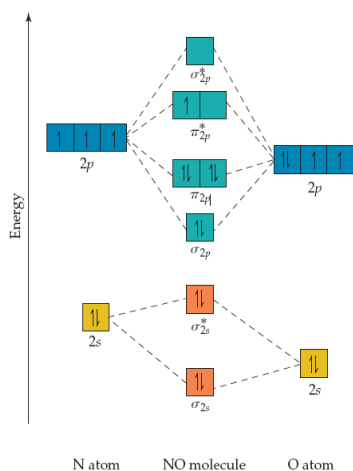 Energy
σ*2p
π*2p
2p
π2p
2p
σ2p
σ*2s
2s
2s
σ2s
N atom NO molecule O atom